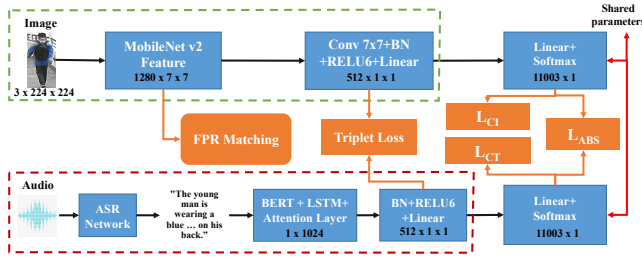 Image
3 x 224 x 224
MobileNet v2
Feature
1280 x 7 x 7
Conv 7x7+BN
+RELU6+Linear
512 x 1 x 1
Linear+
Softmax
11003 x 1
Shared
parameters
FPR Matching
Triplet Loss
LCI
LCT
LABS
Audio
ASR
Network
"The young
man is
wearing a
blue ... on his
back."
BERT + LSTM+
Attention Layer
1 x 1024
BN+RELU6
+Linear
512 x 1 x 1
Linear+
Softmax
11003 x 1